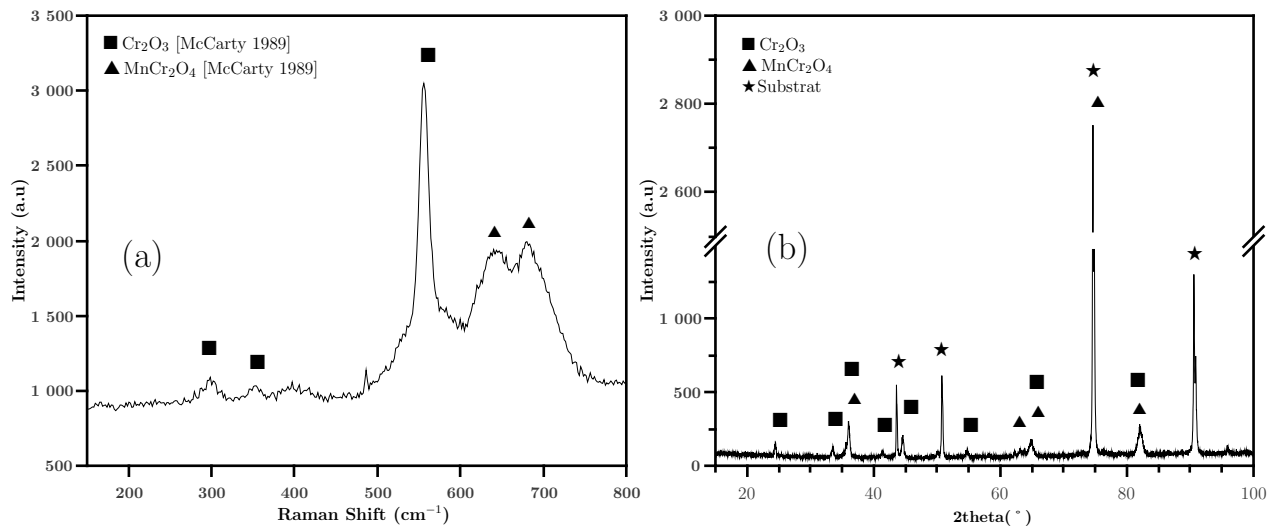 3 500
3 000
2 500
2 000
1 500
1 000
500
Intensity (a.u)
■ Cr₂O₃ [McCarty 1989]
▲ MnCr₂O₄ [McCarty 1989]
(a)
200 300 400 500 600 700 800
Raman Shift (cm⁻¹)
3 000
2 800
2 600
1 000
500
0
Intensity (a.u
■ Cr₂O₃
▲ MnCr₂O₄
★ Substrat
(b)
20 40 60 80 100
2theta(°)